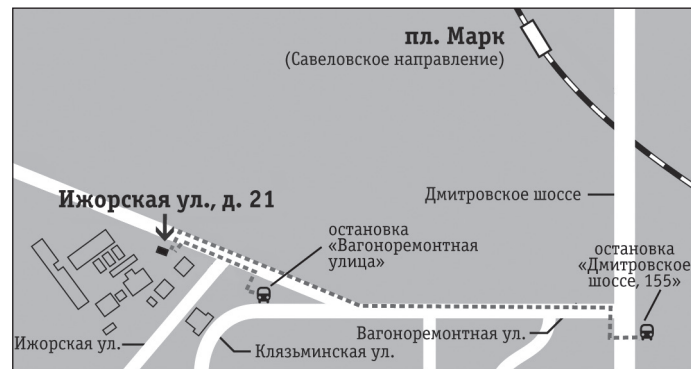 пл. Марк
(Савеловское направление)
Дмитровское шоссе
Ижорская ул., д. 21
остановка
«Вагоноремонтная
улица»
остановка
«Дмитровское
шоссе, 155»
Вагоноремонтная ул.
Ижорская ул.
Клязьминская ул.